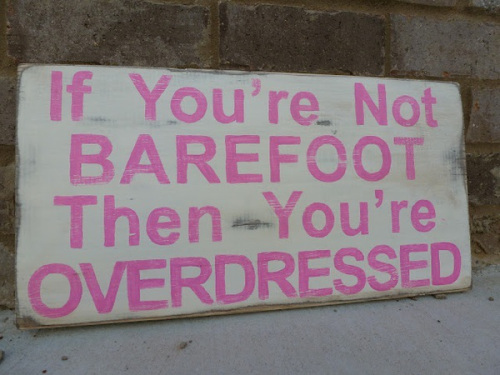 If You're Not
BAREFOOT
Then You're
OVERDRESSED